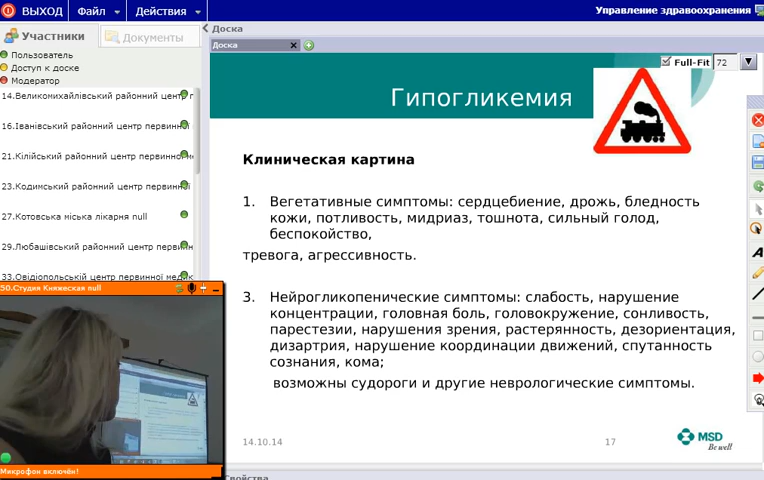 ВЫХОД
Файл
Действия
Управление здравоохранения
Участники
Документы
Пользователь
Доступ к доске
Модератор
14.Великомихайлівський районний центр п
16.Іванівський районний центр первинної
21.Кілійський районний центр первинної ме
23.Кодимський районний центр первинної
27.Котовська міська лікарня null
29.Любашівський районний центр первинн
33.Овідіопольській центр первинної медик
50.Студия Княжеская null
Микрофон включён!
Доска
Доска
Full-Fit 72
Гипогликемия
Клиническая картина
1. Вегетативные симптомы: сердцебиение, дрожь, бледность
кожи, потливость, мидриаз, тошнота, сильный голод,
беспокойство,
тревога, агрессивность.
3. Нейрогликопенические симптомы: слабость, нарушение
концентрации, головная боль, головокружение, сонливость,
парестезии, нарушения зрения, растерянность, дезориентация,
дизартрия, нарушение координации движений, спутанность
сознания, кома;
возможны судороги и другие неврологические симптомы.
14.10.14
17
MSD
Be well
Свойства